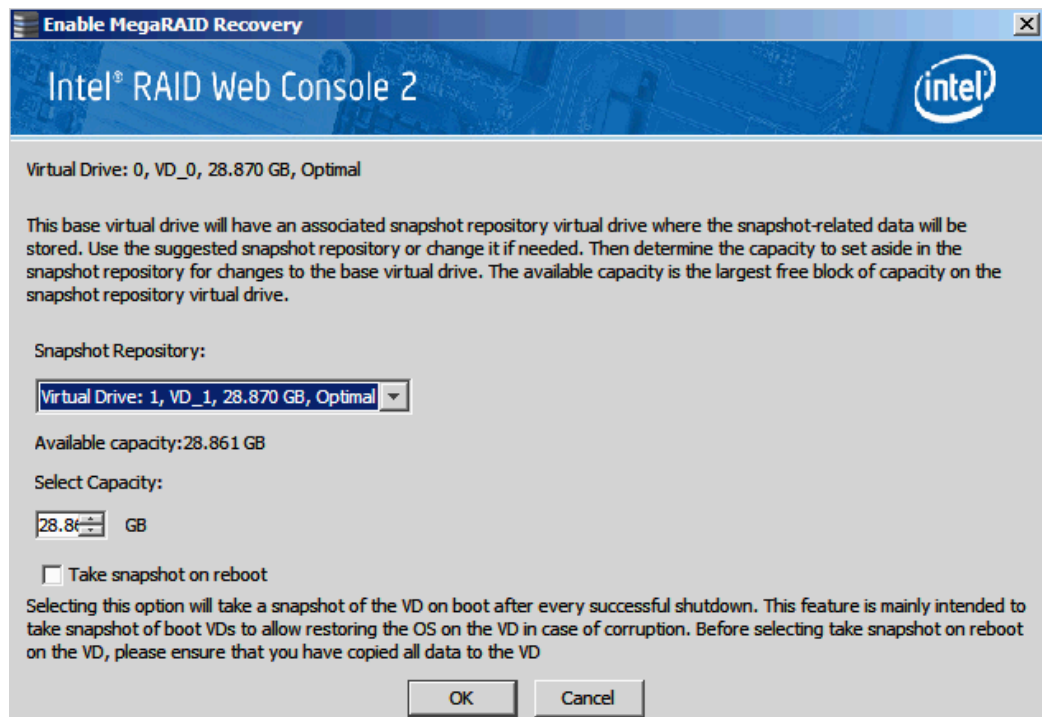 Enable MegaRAID Recovery
Intel® RAID Web Console 2
intel
Virtual Drive: 0, VD_0, 28.870 GB, Optimal
This base virtual drive will have an associated snapshot repository virtual drive where the snapshot-related data will be
stored. Use the suggested snapshot repository or change it if needed. Then determine the capacity to set aside in the
snapshot repository for changes to the base virtual drive. The available capacity is the largest free block of capacity on the
snapshot repository virtual drive.
Snapshot Repository:
Virtual Drive: 1, VD_1, 28.870 GB, Optimal
Available capacity:28.861 GB
Select Capacity:
28.8 GB
Take snapshot on reboot
Selecting this option will take a snapshot of the VD on boot after every successful shutdown. This feature is mainly intended to
take snapshot of boot VDs to allow restoring the OS on the VD in case of corruption. Before selecting take snapshot on reboot
on the VD, please ensure that you have copied all data to the VD
OK Cancel